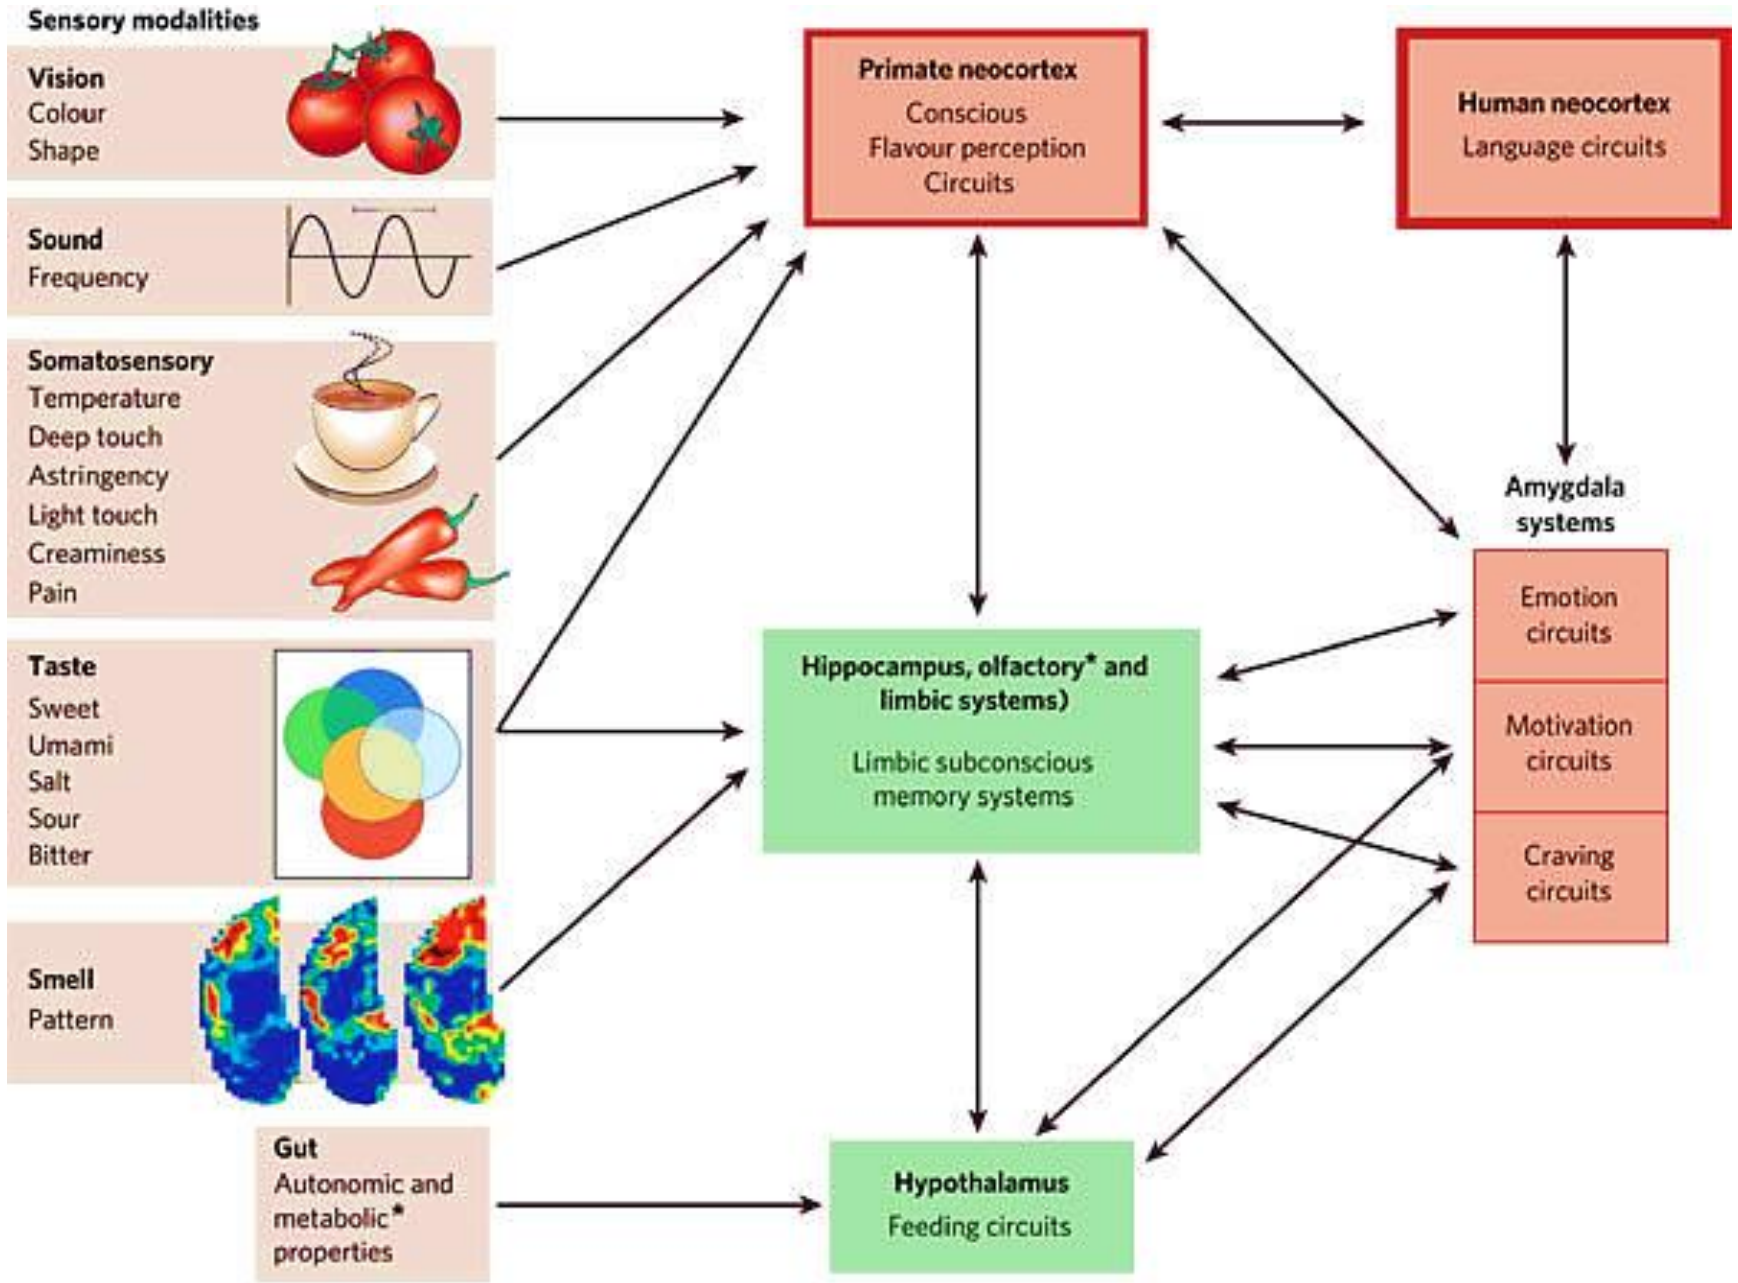 Sensory modalities
Vision
Colour
Shape
Sound
Frequency
Somatosensory
Temperature
Deep touch
Astringency
Light touch
Creaminess
Pain
Taste
Sweet
Umami
Salt
Sour
Bitter
Smell
Pattern
Gut
Autonomic and
metabolic*
properties
Primate neocortex
Conscious
Flavour perception
Circuits
Human neocortex
Language circuits
Hippocampus, olfactory* and
limbic systems)
Limbic subconscious
memory systems
Hypothalamus
Feeding circuits
Amygdala
systems
Emotion
circuits
Motivation
circuits
Craving
circuits